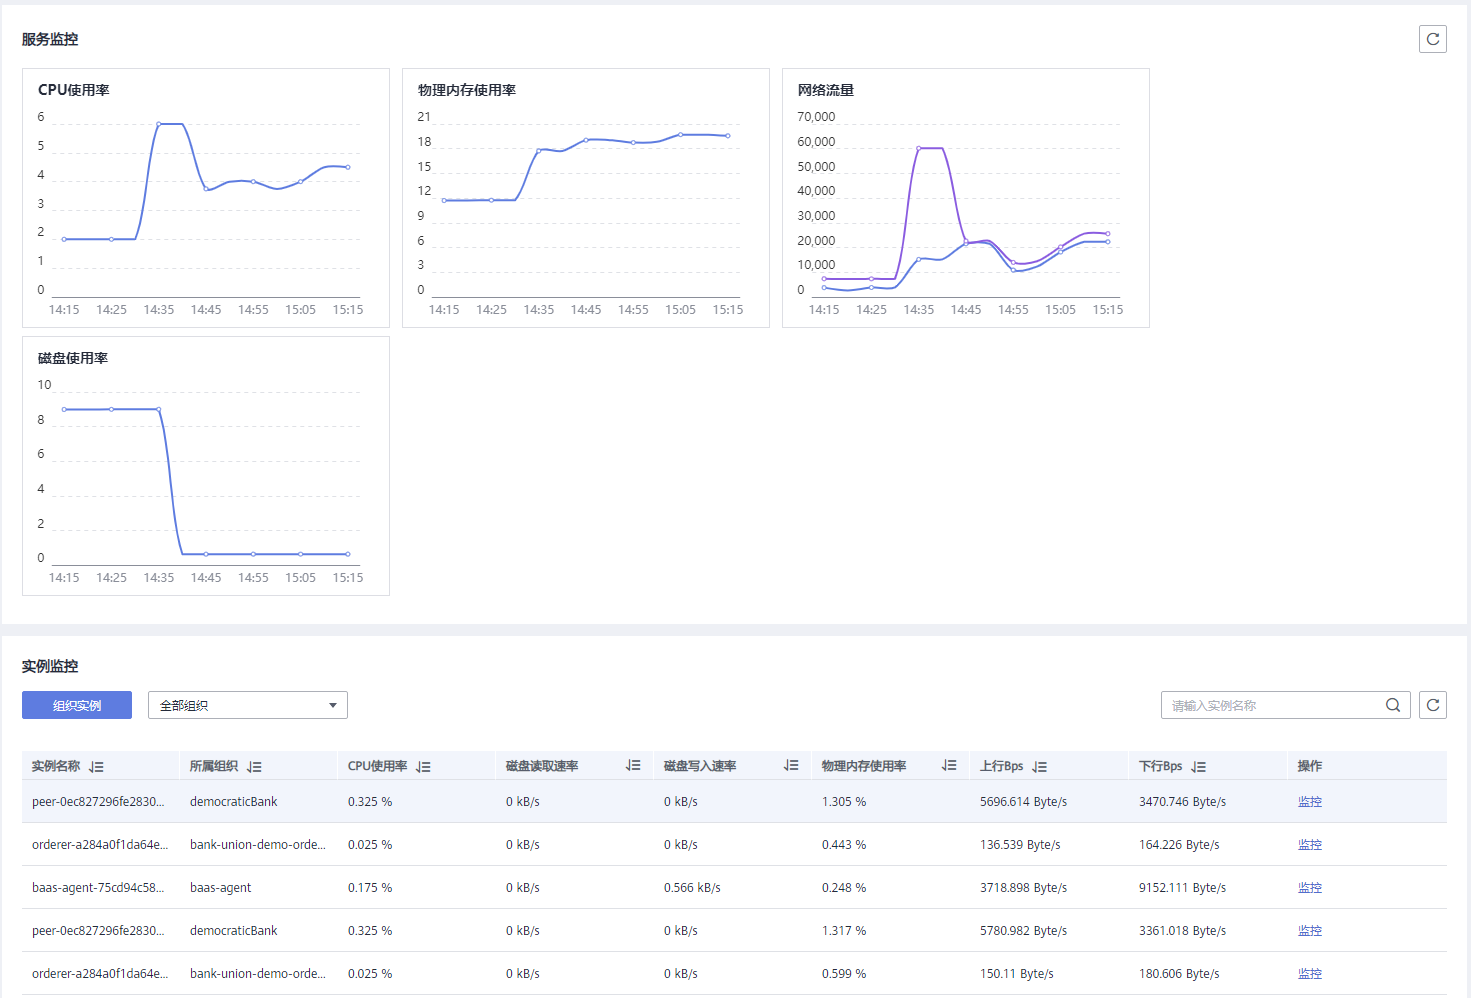 服务监控
CPU使用率
6
5
4
3
2
1
0
14:15 14:25 14:35 14:45 14:55 15:05 15:15
物理内存使用率
21
18
15
12
9
6
3
0
14:15 14:25 14:35 14:45 14:55 15:05 15:15
网络流量
70,000
60,000
50,000
40,000
30,000
20,000
10,000
0
14:15 14:25 14:35 14:45 14:55 15:05 15:15
磁盘使用率
10
8
6
4
2
0
14:15 14:25 14:35 14:45 14:55 15:05 15:15
实例监控
组织实例 全部组织 请输入实例名称
实例名称 所属组织 CPU使用率 磁盘读取速率 磁盘写入速率 物理内存使用率 上行Bps 下行Bps 操作
peer-0ec827296fe2830... democraticBank 0.325 % 0 kB/s 0 kB/s 1.305 % 5696.614 Byte/s 3470.746 Byte/s 监控
orderer-a284a0f1da64e... bank-union-demo-orde... 0.025 % 0 kB/s 0 kB/s 0.443 % 136.539 Byte/s 164.226 Byte/s 监控
baas-agent-75cd94c58... baas-agent 0.175 % 0 kB/s 0.566 kB/s 0.248 % 3718.898 Byte/s 9152.111 Byte/s 监控
peer-0ec827296fe2830... democraticBank 0.325 % 0 kB/s 0 kB/s 1.317 % 5780.982 Byte/s 3361.018 Byte/s 监控
orderer-a284a0f1da64e... bank-union-demo-orde... 0.025 % 0 kB/s 0 kB/s 0.599 % 150.11 Byte/s 180.606 Byte/s 监控